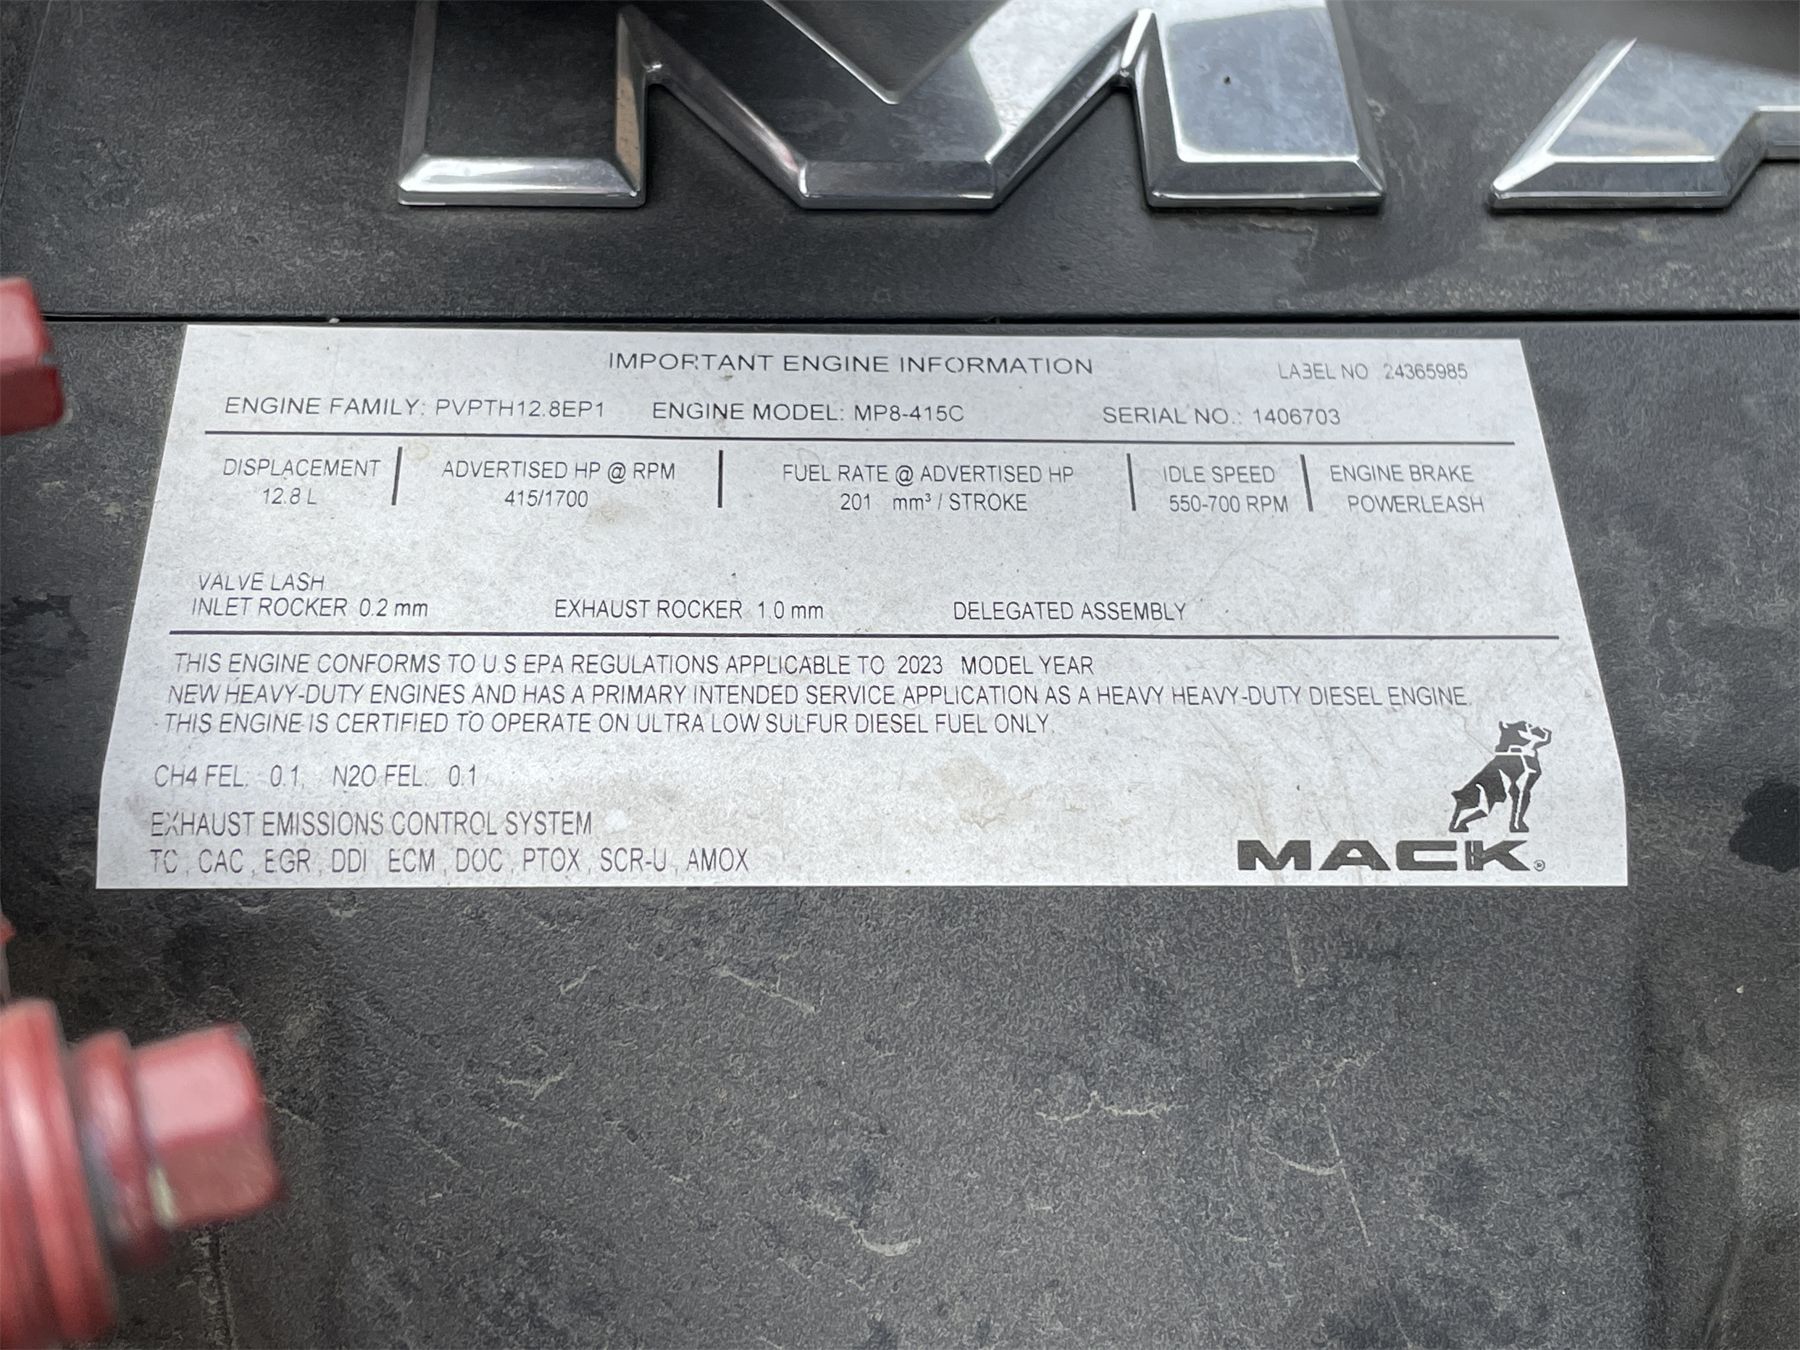 MA
IMPORTANT ENGINE INFORMATION
LABEL NO 24365985
ENGINE FAMILY: PVPTH12.8EP1 ENGINE MODEL: MP8-415C SERIAL NO.: 1406703
DISPLACEMENT ADVERTISED HP @ RPM FUEL RATE @ ADVERTISED HP IDLE SPEED ENGINE BRAKE
12.8 L 415/1700 201 mm³ / STROKE 550-700 RPM POWERLEASH
VALVE LASH
INLET ROCKER 0.2 mm EXHAUST ROCKER 1.0 mm DELEGATED ASSEMBLY
THIS ENGINE CONFORMS TO U.S EPA REGULATIONS APPLICABLE TO 2023 MODEL YEAR
NEW HEAVY-DUTY ENGINES AND HAS A PRIMARY INTENDED SERVICE APPLICATION AS A HEAVY HEAVY-DUTY DIESEL ENGINE.
THIS ENGINE IS CERTIFIED TO OPERATE ON ULTRA LOW SULFUR DIESEL FUEL ONLY.
CH4 FEL: 0.1, N2O FEL: 0.1
EXHAUST EMISSIONS CONTROL SYSTEM
TC , CAC , EGR , DDI , ECM , DOC , PTOX , SCR-U , AMOX
MACK®